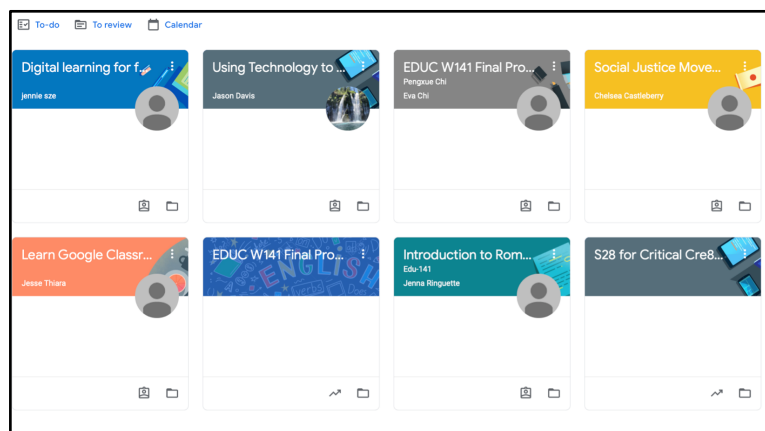 To-do To review Calendar
Digital learning for f...
jennie sze
Using Technology to ...
Jason Davis
EDUC W141 Final Pro...
Pengxue Chi
Eva Chi
Social Justice Move...
Chelsea Castleberry
Learn Google Classr...
Jesse Thiara
EDUC W141 Final Pro...
ENGLISH
Introduction to Rom...
Edu-141
Jenna Ringuette
S28 for Critical Cre8...